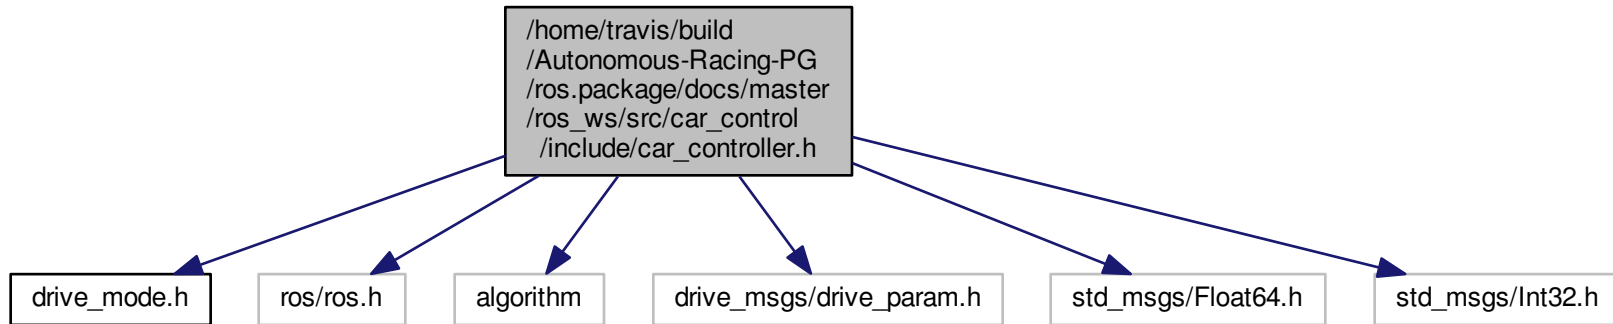 /home/travis/build
/Autonomous-Racing-PG
/ros.package/docs/master
/ros_ws/src/car_control
/include/car_controller.h
drive_mode.h
ros/ros.h
algorithm
drive_msgs/drive_param.h
std_msgs/Float64.h
std_msgs/Int32.h